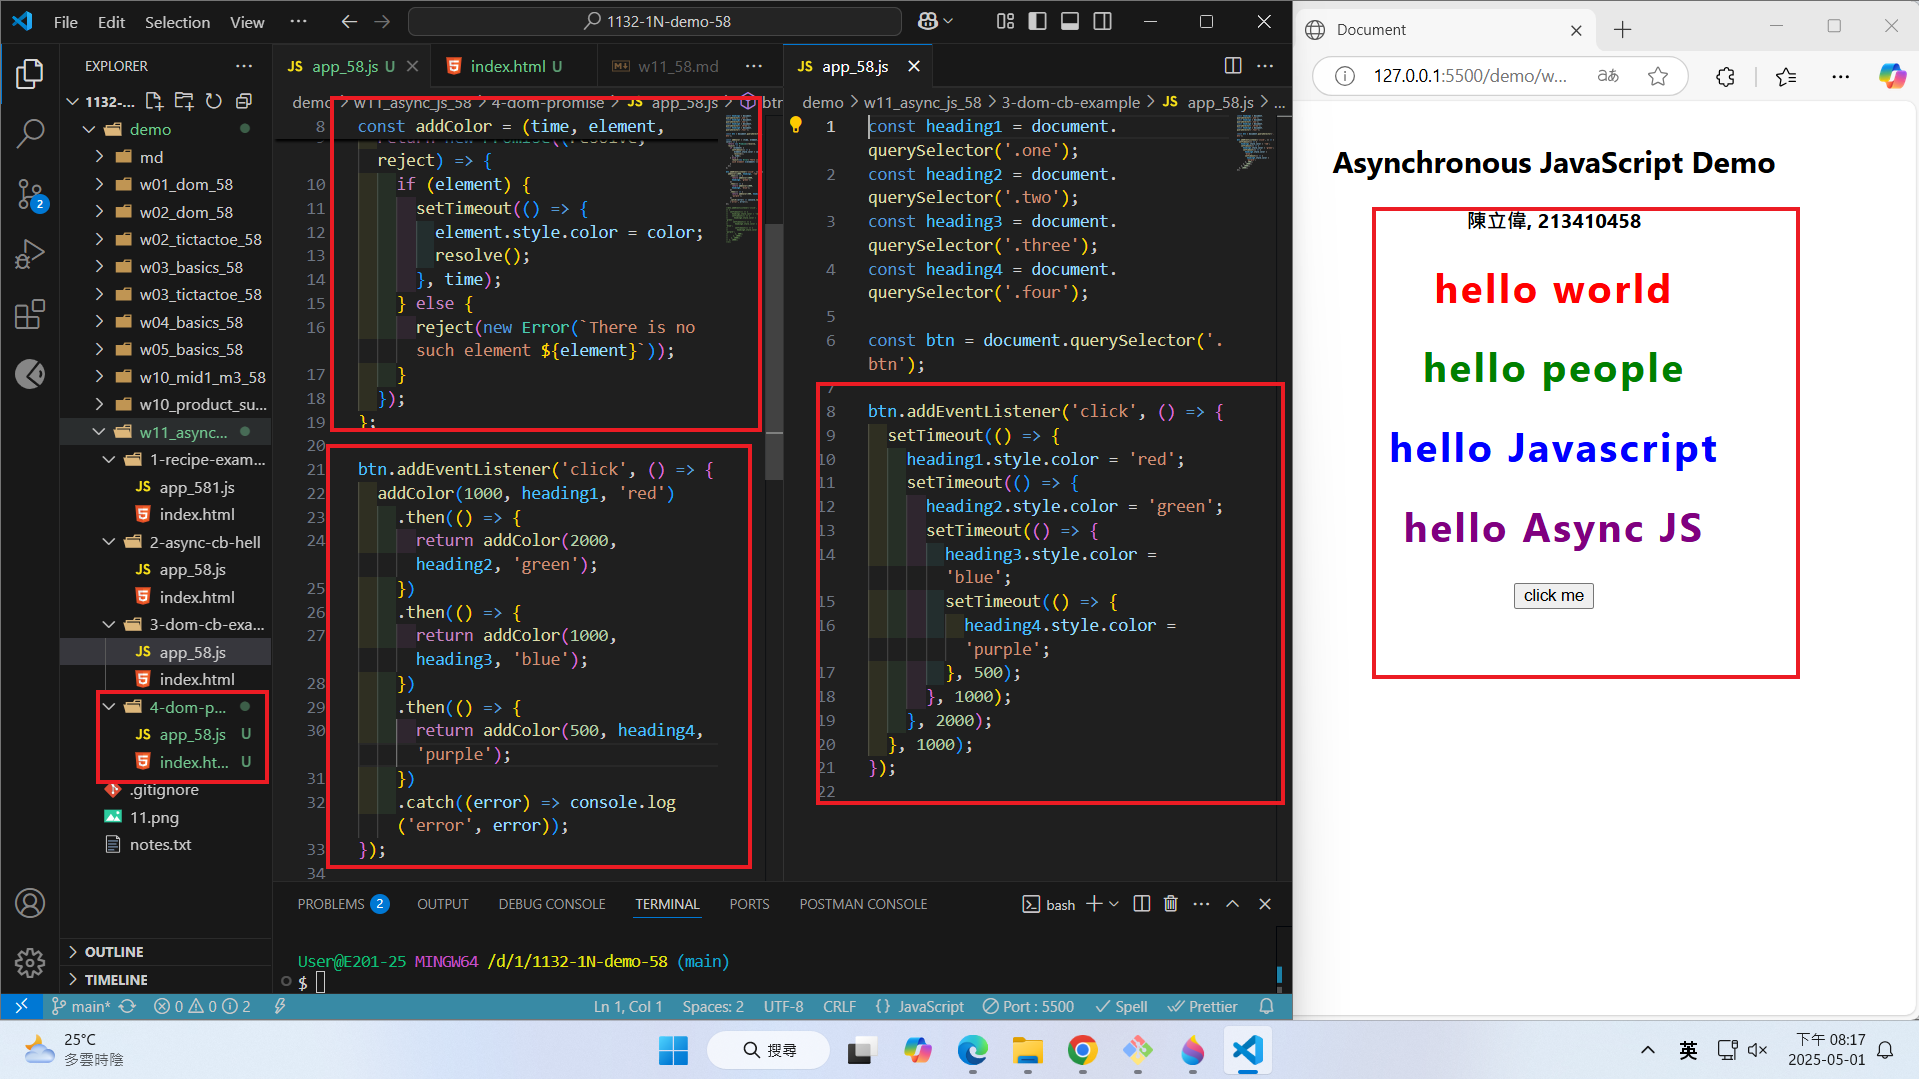 File Edit Selection View ··· 1132-1N-demo-58
EXPLORER ···
1132-...
demo
md
w01_dom_58
w02_dom_58
w02_tictactoe_58
w03_basics_58
w03_tictactoe_58
w04_basics_58
w05_basics_58
w10_mid1_m3_58
w10_product_su...
w11_async...
1-recipe-exam...
JS app_581.js
index.html
2-async-cb-hell
JS app_58.js
index.html
3-dom-cb-exa...
JS app_58.js
index.html
4-dom-p...
JS app_58.js U
index.ht... U
.gitignore
11.png
notes.txt
OUTLINE
TIMELINE
2
JS app_58.js U
index.html U
w11_58.md ···
demo > w11_async_js_58 > 4-dom-promise > JS app_58.js > btn
8 const addColor = (time, element,
return new Promise((resolve,
reject) => {
10 if (element) {
11 setTimeout(() => {
12 element.style.color = color;
13 resolve();
14 }, time);
15 } else {
16 reject(new Error(`There is no
such element ${element}`));
17 }
18 });
19 };
20
21 btn.addEventListener('click', () => {
22 addColor(1000, heading1, 'red')
23 .then(() => {
24 return addColor(2000,
heading2, 'green');
25 })
26 .then(() => {
27 return addColor(1000,
heading3, 'blue');
28 })
29 .then(() => {
30 return addColor(500, heading4,
'purple');
31 })
32 .catch((error) => console.log
('error', error));
33 });
34
JS app_58.js
demo > w11_async_js_58 > 3-dom-cb-example > JS app_58.js > ...
1 const heading1 = document.
querySelector('.one');
2 const heading2 = document.
querySelector('.two');
3 const heading3 = document.
querySelector('.three');
4 const heading4 = document.
querySelector('.four');
5
6 const btn = document.querySelector('.
btn');
7
8 btn.addEventListener('click', () => {
9 setTimeout(() => {
10 heading1.style.color = 'red';
11 setTimeout(() => {
12 heading2.style.color = 'green';
13 setTimeout(() => {
14 heading3.style.color =
'blue';
15 setTimeout(() => {
16 heading4.style.color =
'purple';
17 }, 500);
18 }, 1000);
19 }, 2000);
20 }, 1000);
21 });
22
PROBLEMS 2 OUTPUT DEBUG CONSOLE TERMINAL PORTS POSTMAN CONSOLE bash
User@E201-25 MINGW64 /d/1/1132-1N-demo-58 (main)
$
main* 0 0 2 Ln 1, Col 1 Spaces: 2 UTF-8 CRLF {} JavaScript Port : 5500 Spell Prettier
Document
127.0.0.1:5500/demo/w... aあ
Asynchronous JavaScript Demo
陳立偉, 213410458
hello world
hello people
hello Javascript
hello Async JS
click me
25°C
多雲時陰
搜尋
英
下午 08:17
2025-05-01